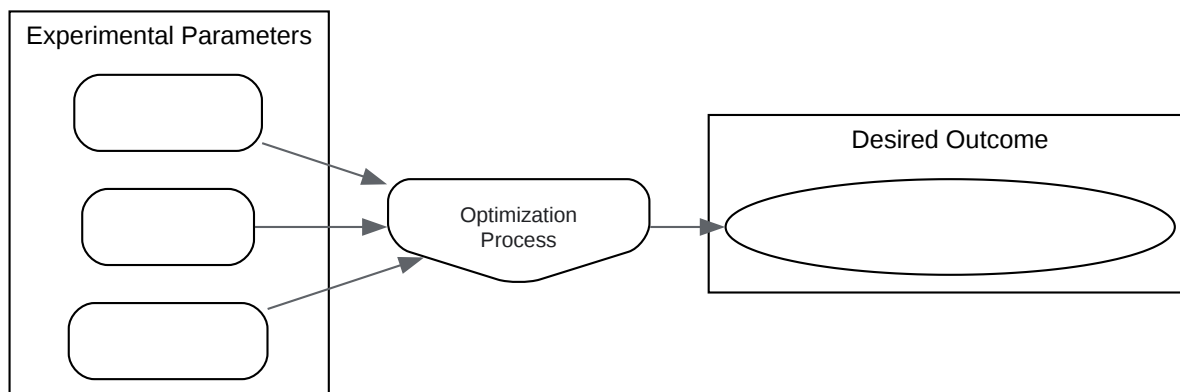 Experimental Parameters
Desired Outcome
Optimization
Process